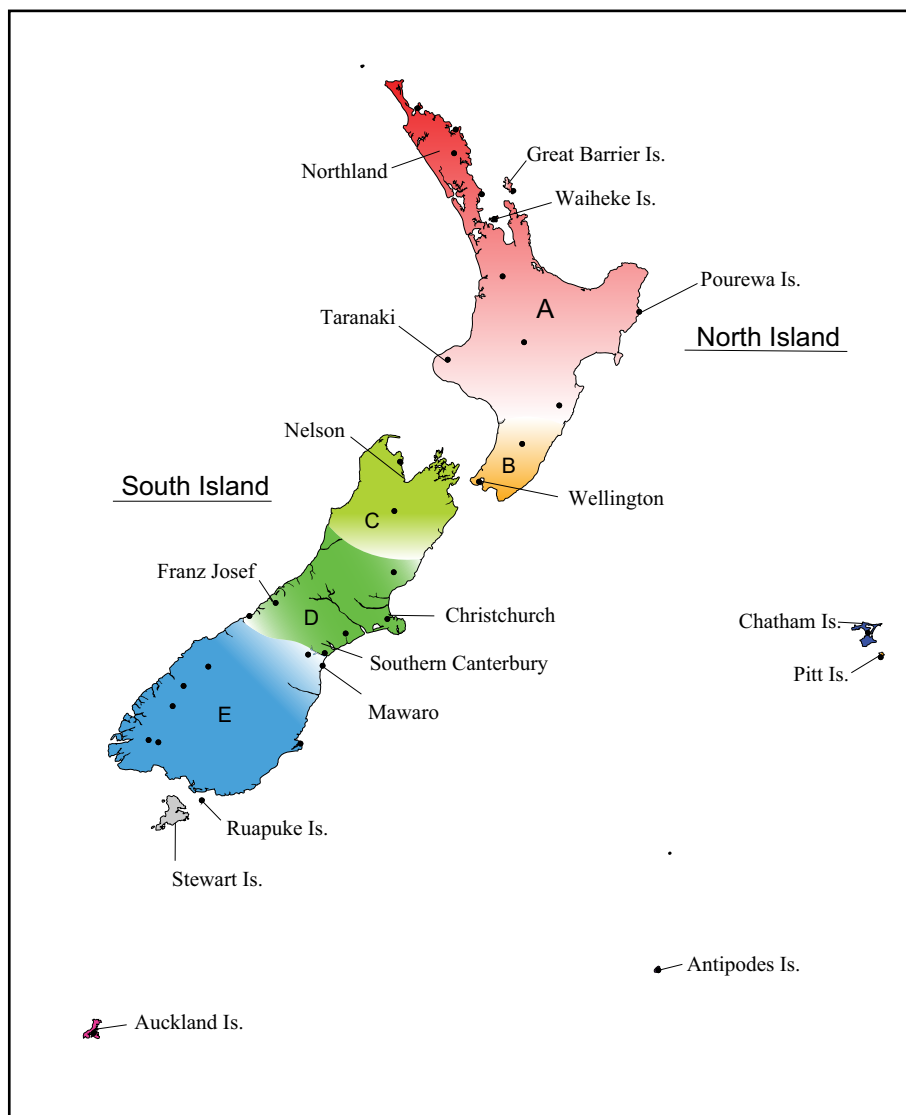 Great Barrier Is.
Northland
Waiheke Is.
Pourewa Is.
A
Taranaki
North Island
Nelson
B
South Island
Wellington
C
Franz Josef
D
Christchurch
Chatham Is.
Southern Canterbury
Pitt Is.
Mawaro
E
Ruapuke Is.
Stewart Is.
Antipodes Is.
Auckland Is.